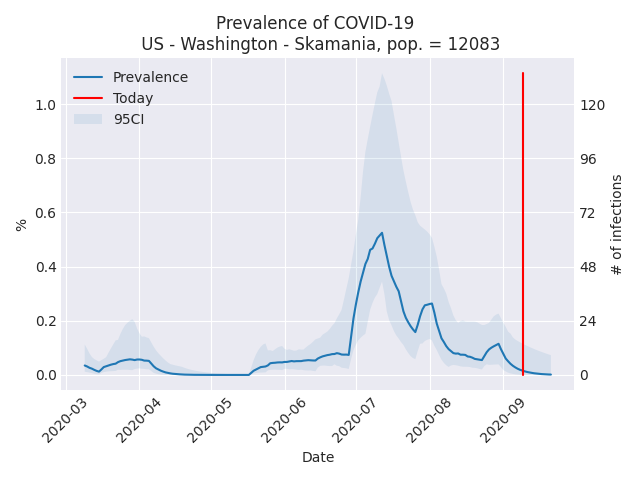 Prevalence of COVID-19
US - Washington - Skamania, pop. = 12083
Prevalence
Today
95CI
%
1.0
0.8
0.6
0.4
0.2
0.0
120
96
72
48
24
0
# of infections
2020-03
2020-04
2020-05
2020-06
2020-07
2020-08
2020-09
Date